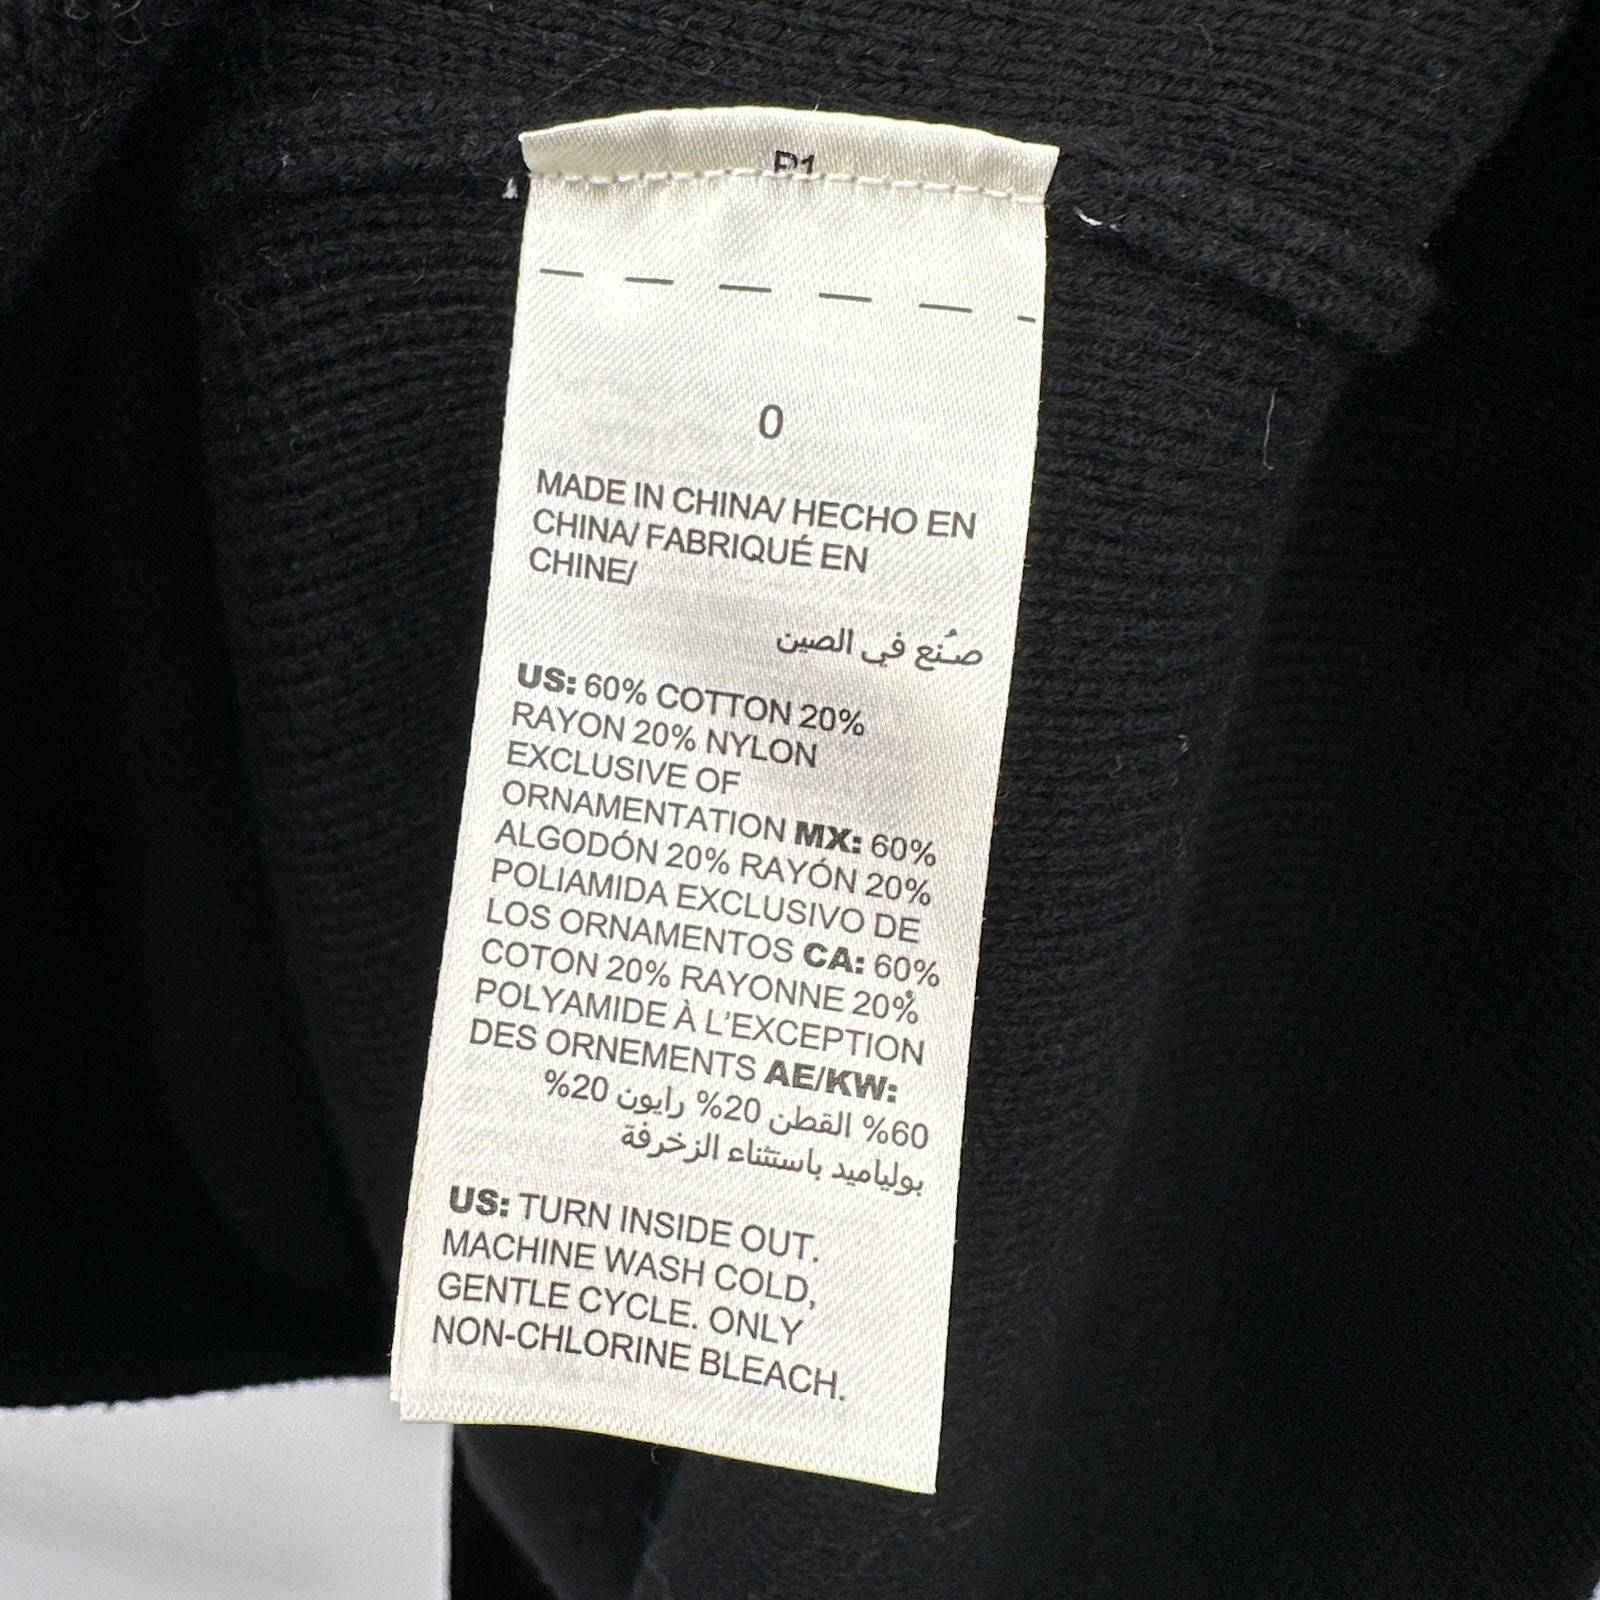 P1
0
MADE IN CHINA/ HECHO EN
CHINA/ FABRIQUÉ EN
CHINE/
صُنع في الصين
US: 60% COTTON 20%
RAYON 20% NYLON
EXCLUSIVE OF
ORNAMENTATION MX: 60%
ALGODÓN 20% RAYÓN 20%
POLIAMIDA EXCLUSIVO DE
LOS ORNAMENTOS CA: 60%
COTON 20% RAYONNE 20%
POLYAMIDE À L'EXCEPTION
DES ORNEMENTS AE/KW:
60% القطن 20% رايون 20%
بولياميد باستثناء الزخرفة
US: TURN INSIDE OUT.
MACHINE WASH COLD,
GENTLE CYCLE. ONLY
NON-CHLORINE BLEACH.